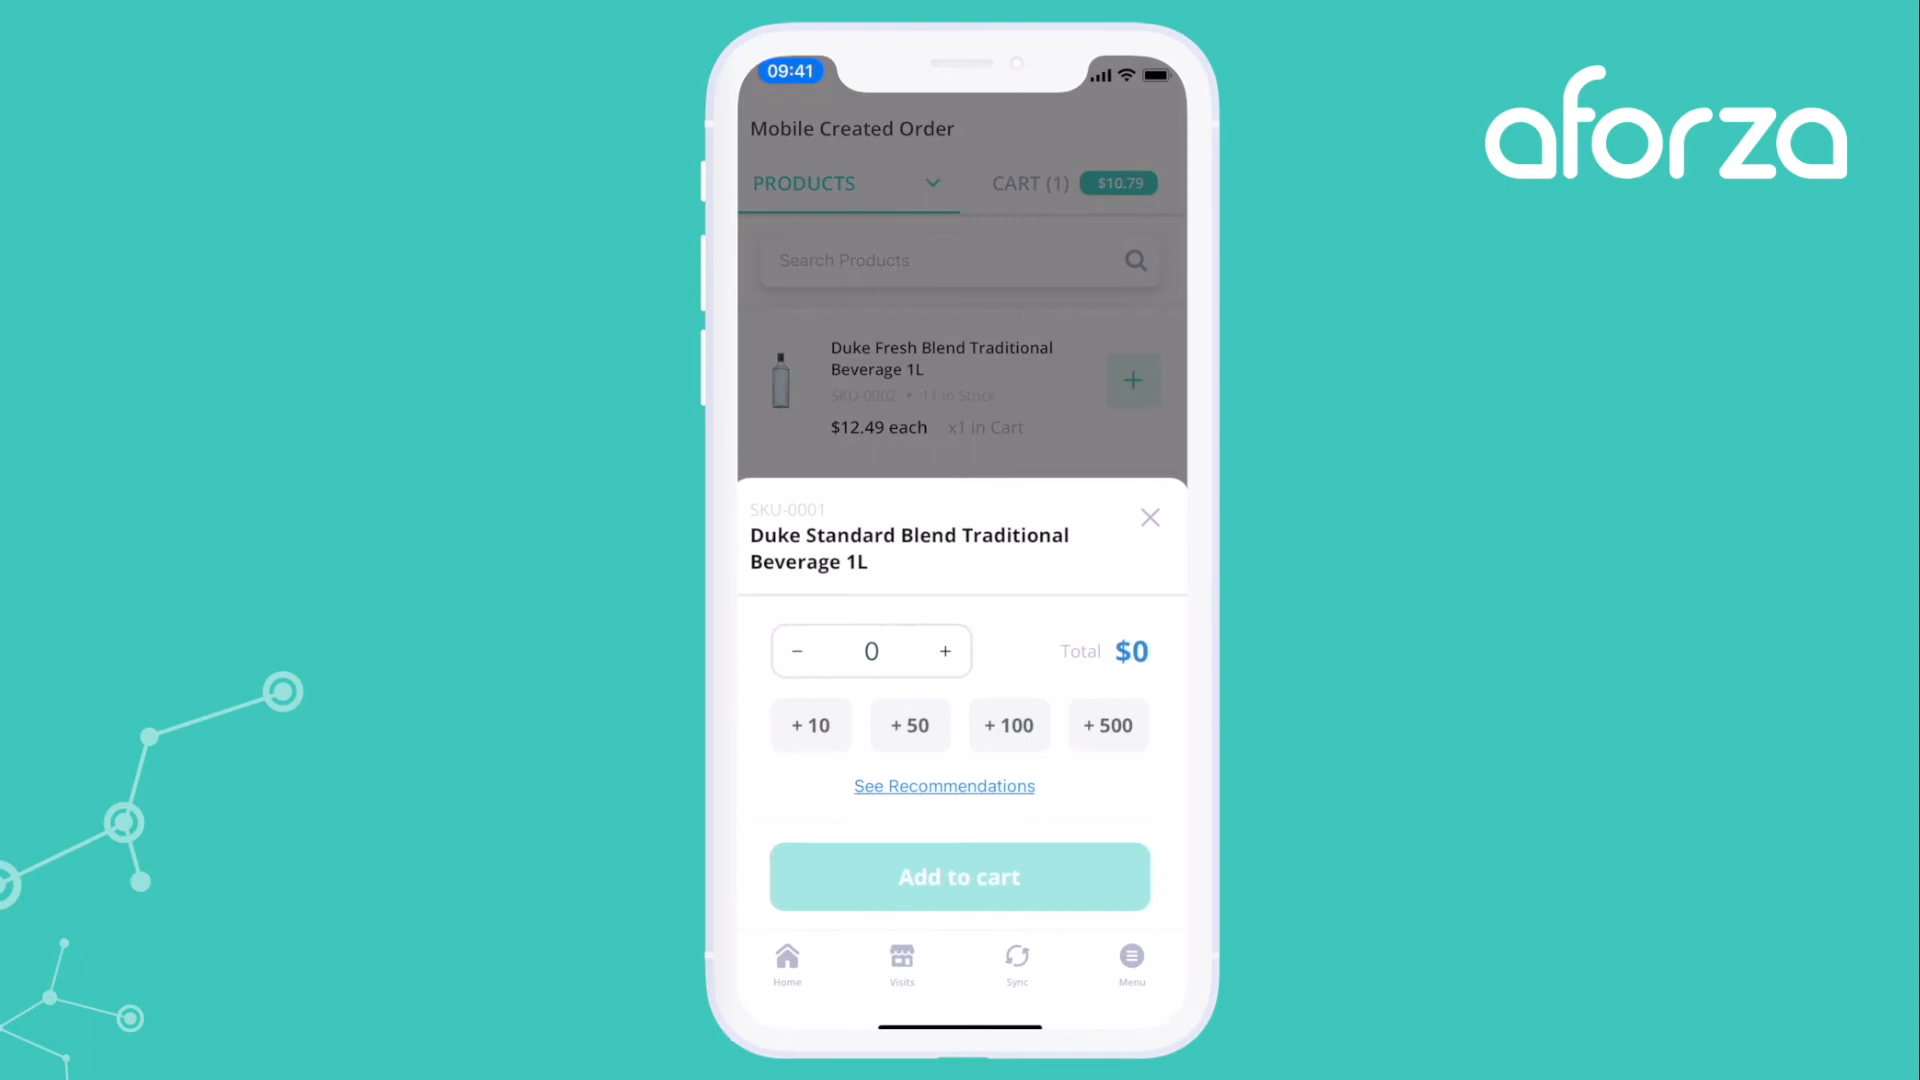 09:41
aforza
Mobile Created Order
PRODUCTS
CART (1)
$10.79
Search Products
Duke Fresh Blend Traditional
Beverage 1L
SKU-0002 • 11 In Stock
$12.49 each x1 in Cart
SKU-0001
Duke Standard Blend Traditional
Beverage 1L
− 0 +
Total $0
+ 10
+ 50
+ 100
+ 500
See Recommendations
Add to cart
Home
Visits
Sync
Menu